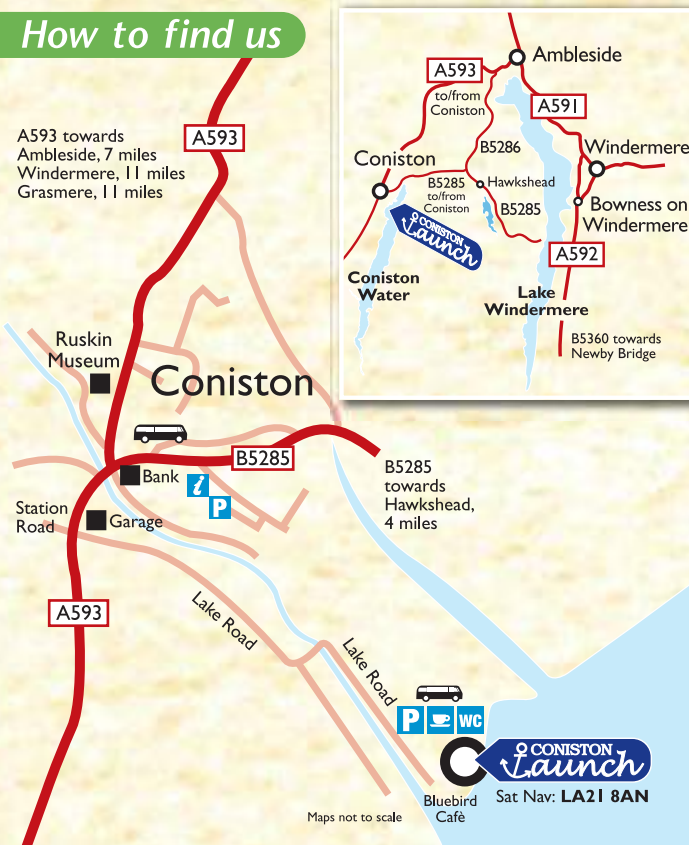 How to find us
A593
A593 towards
Ambleside, 7 miles
Windermere, 11 miles
Grasmere, 11 miles
Ruskin
Museum
Coniston
B5285
Bank
i
P
Station
Road
Garage
B5285
towards
Hawkshead,
4 miles
A593
Lake Road
Lake Road
P
WC
CONISTON
Launch
Bluebird
Cafè
Sat Nav: LA21 8AN
Maps not to scale
Ambleside
A593
to/from
Coniston
A591
B5286
Windermere
Coniston
B5285
to/from
Coniston
Hawkshead
B5285
Bowness on
Windermere
CONISTON
Launch
A592
Coniston
Water
Lake
Windermere
B5360 towards
Newby Bridge